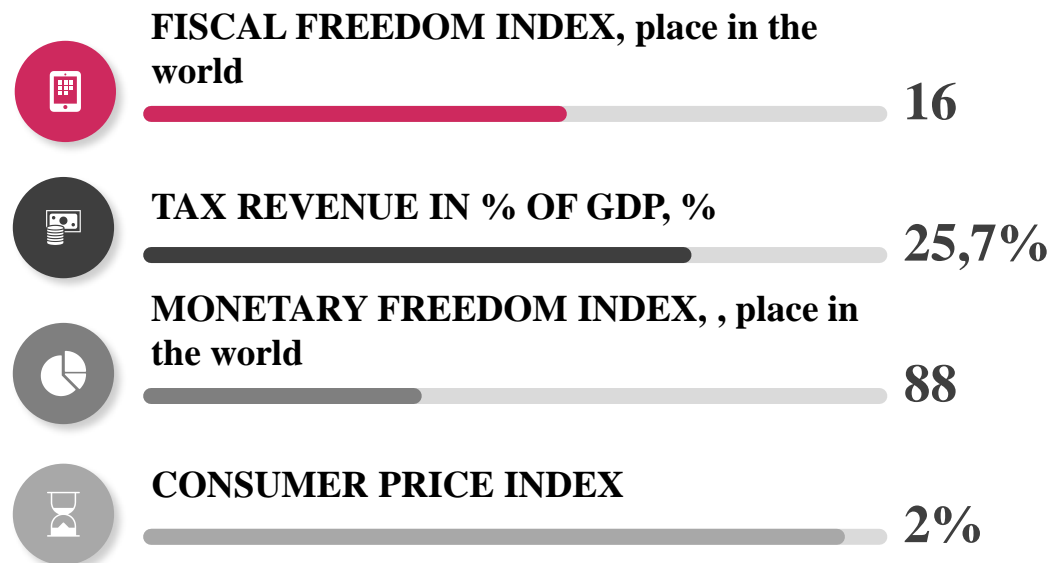 FISCAL FREEDOM INDEX, place in the
world
16
TAX REVENUE IN % OF GDP, %
25,7%
MONETARY FREEDOM INDEX, , place in
the world
88
CONSUMER PRICE INDEX
2%